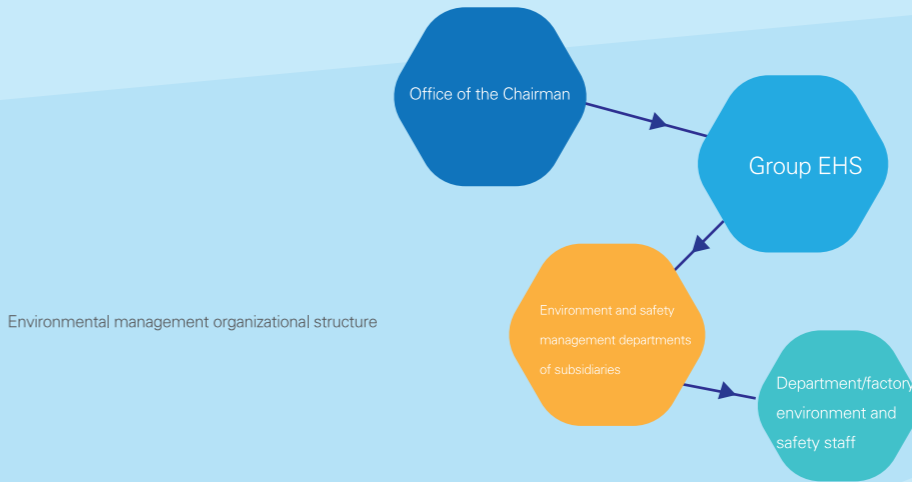 Office of the Chairman
Group EHS
Environment and safety
management departments
of subsidiaries
Environmental management organizational structure
Department/factory
environment and
safety staff